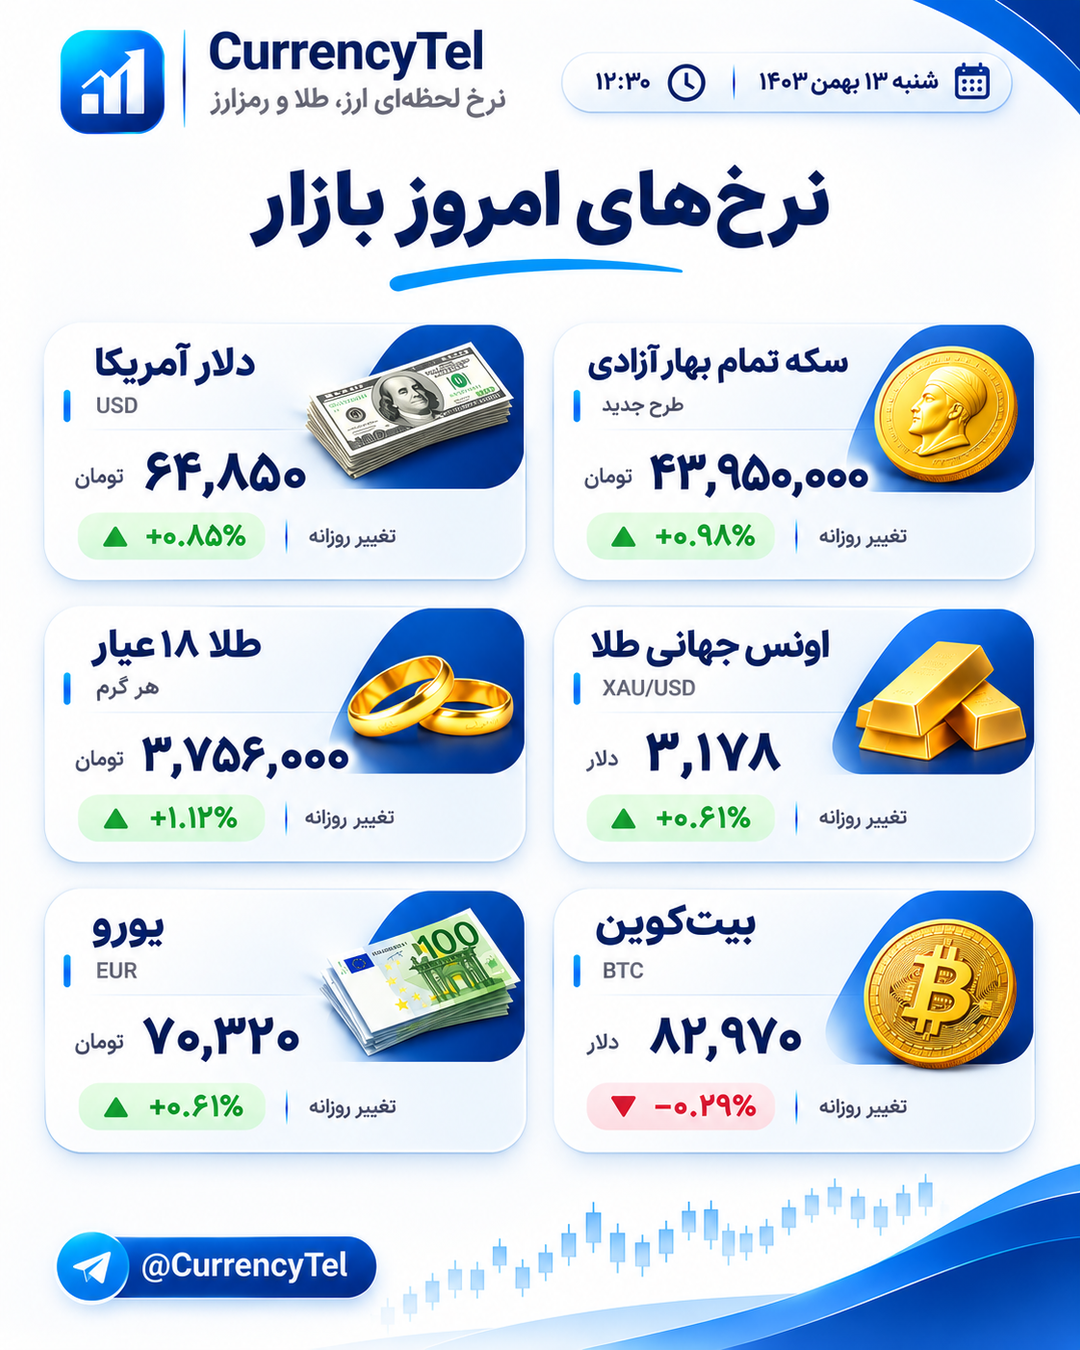 CurrencyTel
نرخ لحظه‌ای ارز، طلا و رمزارز
شنبه ۱۳ بهمن ۱۴۰۳
۱۲:۳۰
نرخ‌های امروز بازار
سکه تمام بهار آزادی
طرح جدید
۴۳,۹۵۰,۰۰۰ تومان
تغییر روزانه
+۰.۹۸%
دلار آمریکا
USD
۶۴,۸۵۰ تومان
تغییر روزانه
+۰.۸۵%
اونس جهانی طلا
XAU/USD
۳,۱۷۸ دلار
تغییر روزانه
+۰.۶۱%
طلا ۱۸ عیار
هر گرم
۳,۷۵۶,۰۰۰ تومان
تغییر روزانه
+۱.۱۲%
بیت‌کوین
BTC
۸۲,۹۷۰ دلار
تغییر روزانه
−۰.۲۹%
یورو
EUR
100
۷۰,۳۲۰ تومان
تغییر روزانه
+۰.۶۱%
@CurrencyTel